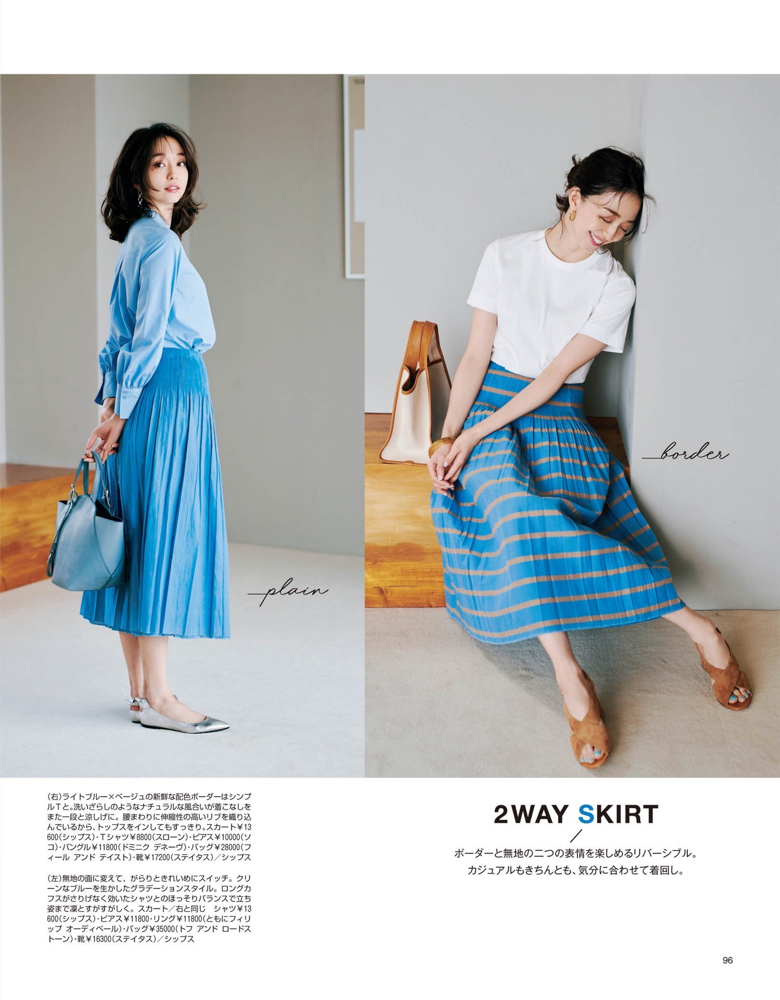 plain
border
(右)ライトブルー×ベージュの新鮮な配色ボーダーはシンプ
ルTと。洗いざらしのようなナチュラルな風合いが着こなしを
また一段と涼しげに。腰まわりに伸縮性の高いリブを織り込
んでいるから、トップスをインしてもすっきり。スカート¥13
600(シップス)・Tシャツ¥8800(スローン)・ピアス¥10000(ソ
コ)・バングル¥11800(ドミニク デネーヴ)・バッグ¥28000(フ
ィール アンド テイスト)・靴¥17200(ステイタス)/シップス
(左)無地の面に変えて、がらりときれいめにスイッチ。クリ
ーンなブルーを生かしたグラデーションスタイル。ロングカ
フスがさりげなく効いたシャツとのほっそりバランスで立ち
姿まで凜とすがすがしく。スカート/右と同じ　シャツ¥13
600(シップス)・ピアス¥11800・リング¥11800(ともにフィリ
ップ オーディベール)・バッグ¥35000(トフ アンド ロードス
トーン)・靴¥16300(ステイタス)/シップス
2WAY SKIRT
ボーダーと無地の二つの表情を楽しめるリバーシブル。
カジュアルもきちんとも、気分に合わせて着回し。
96